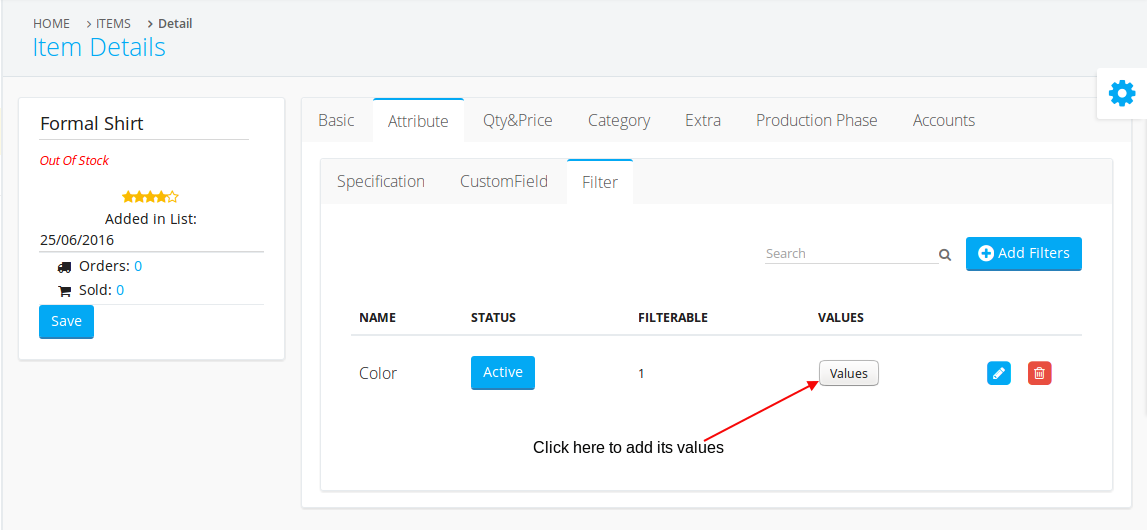 HOME > ITEMS > Detail
Item Details
Formal Shirt
Out Of Stock
Added in List:
25/06/2016
Orders: 0
Sold: 0
Save
Basic Attribute Qty&Price Category Extra Production Phase Accounts
Specification CustomField Filter
Search Add Filters
NAME STATUS FILTERABLE VALUES
Color Active 1 Values
Click here to add its values